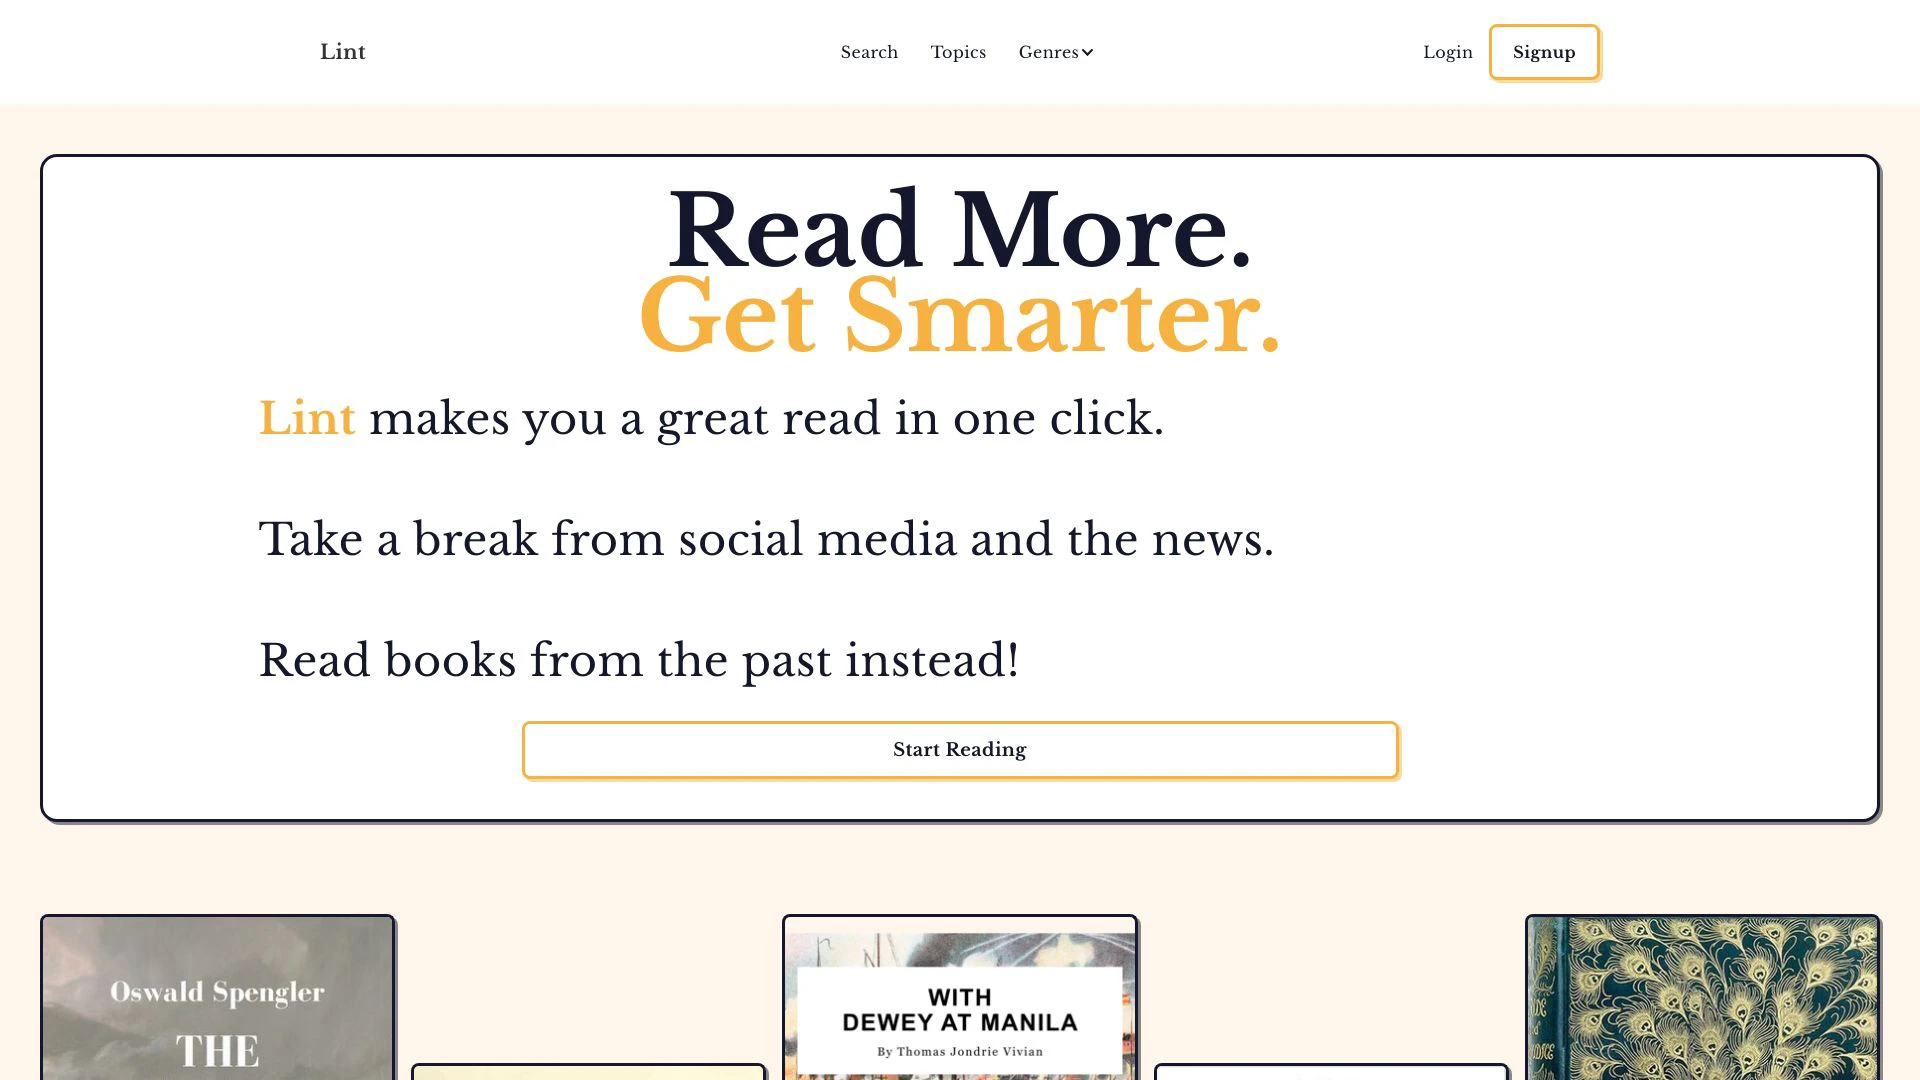 Lint
Search
Topics
Genres
Login
Signup
Read More.
Get Smarter.
Lint makes you a great read in one click.
Take a break from social media and the news.
Read books from the past instead!
Start Reading
Oswald Spengler
THE
WITH
DEWEY AT MANILA
By Thomas Jondrie Vivian